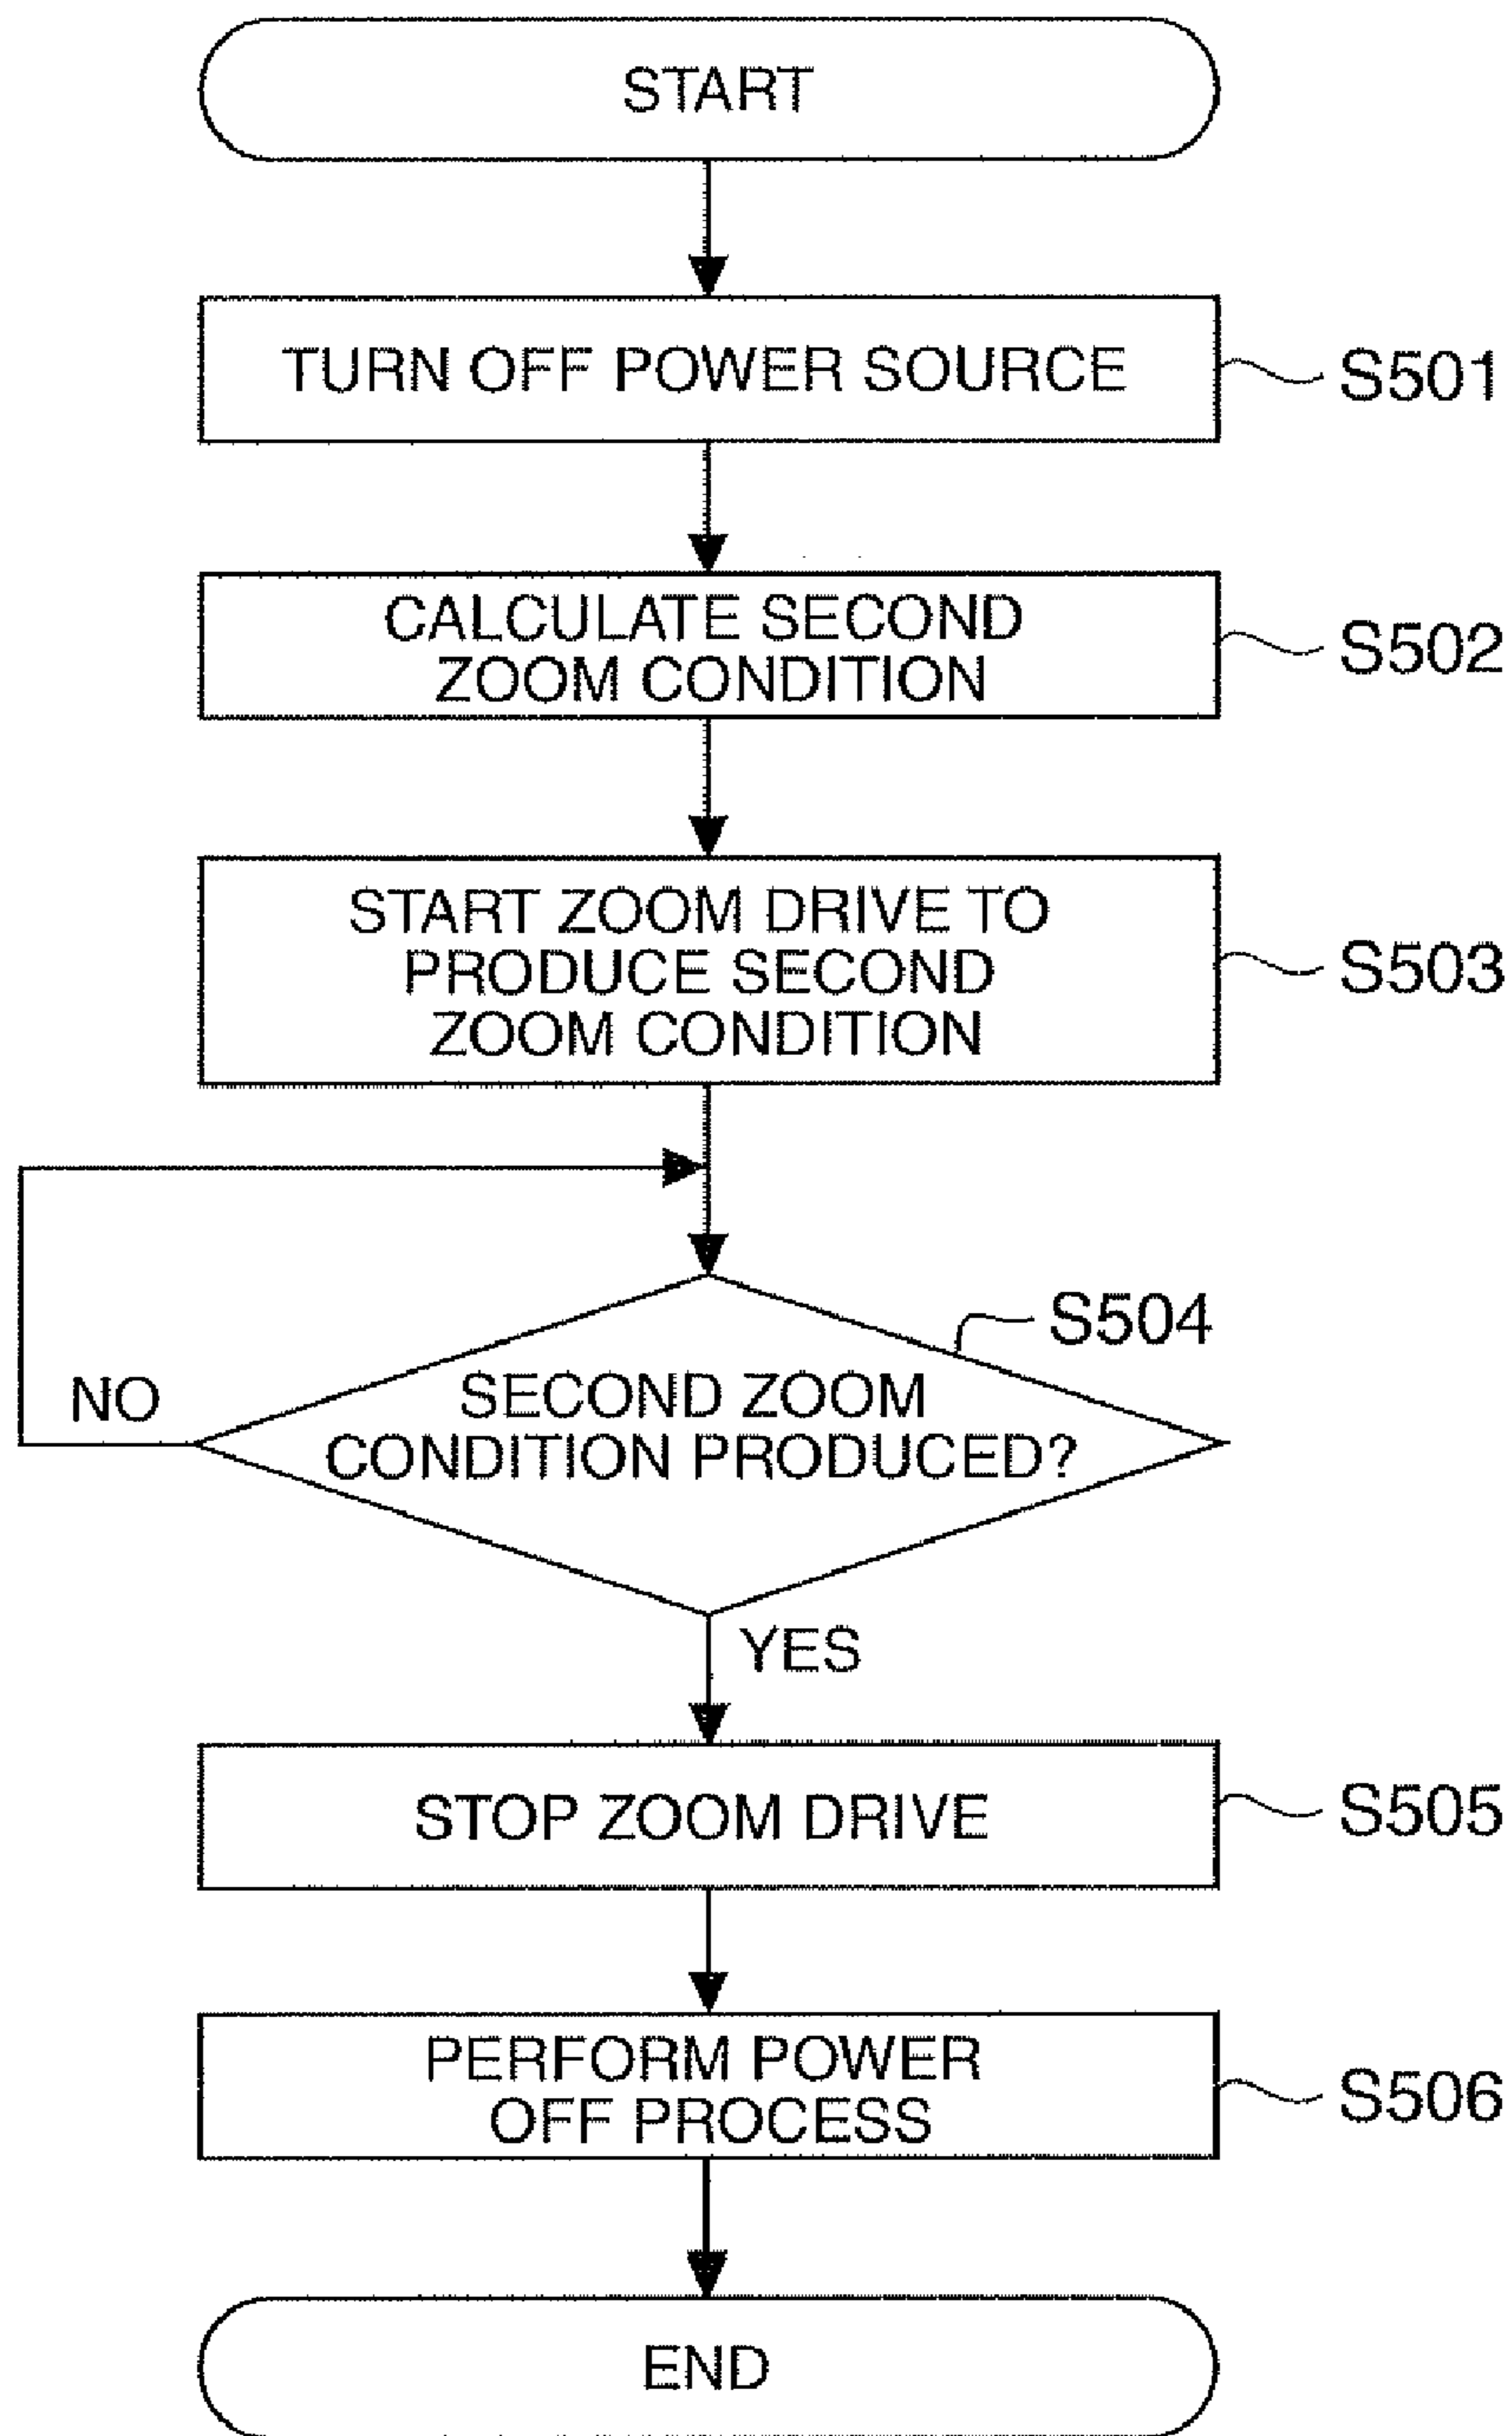 START
TURN OFF POWER SOURCE
S501
CALCULATE SECOND
ZOOM CONDITION
S502
START ZOOM DRIVE TO
PRODUCE SECOND
ZOOM CONDITION
S503
S504
SECOND ZOOM
CONDITION PRODUCED?
NO
YES
STOP ZOOM DRIVE
S505
PERFORM POWER
OFF PROCESS
S506
END